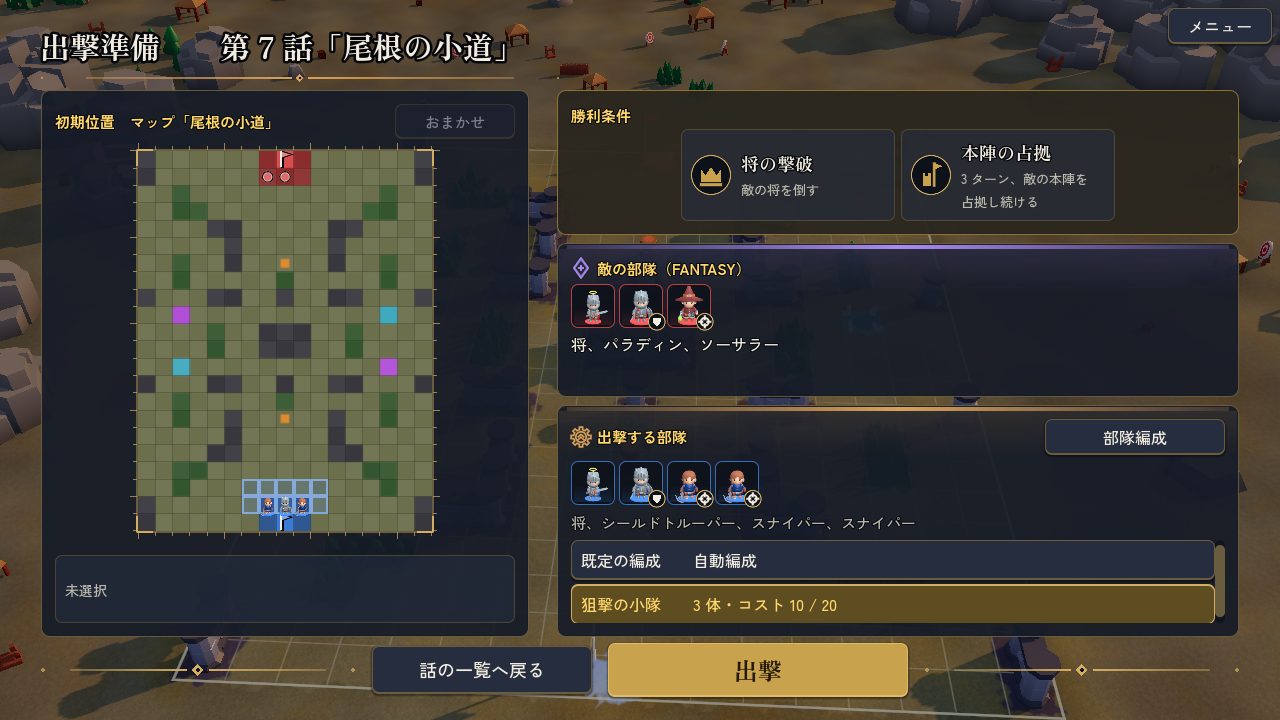 出撃準備　第７話「尾根の小道」
メニュー
初期位置　マップ「尾根の小道」
おまかせ
未選択
勝利条件
将の撃破
敵の将を倒す
本陣の占拠
3 ターン、敵の本陣を
占拠し続ける
敵の部隊（FANTASY）
将、パラディン、ソーサラー
出撃する部隊
部隊編成
将、シールドトルーパー、スナイパー、スナイパー
既定の編成　自動編成
狙撃の小隊　3 体・コスト 10 / 20
話の一覧へ戻る
出撃